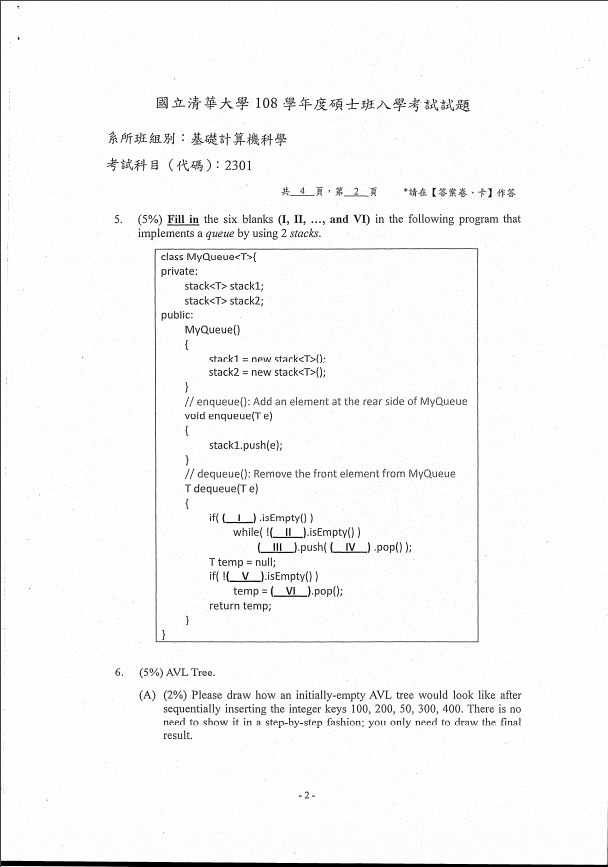 國立清華大學 108 學年度碩士班入學考試試題
系所班組別：基礎計算機科學
考試科目（代碼）：2301
共__4__頁，第__2__頁 *請在【答案卷、卡】作答
5. (5%) Fill in the six blanks (I, II, …, and VI) in the following program that
implements a queue by using 2 stacks.
class MyQueue<T>{
private:
stack<T> stack1;
stack<T> stack2;
public:
MyQueue()
{
stack1 = new stack<T>();
stack2 = new stack<T>();
}
// enqueue(): Add an element at the rear side of MyQueue
void enqueue(T e)
{
stack1.push(e);
}
// dequeue(): Remove the front element from MyQueue
T dequeue(T e)
{
if( (__I__) .isEmpty() )
while( !(__II__).isEmpty() )
(__III__).push( (__IV__) .pop() );
T temp = null;
if( !(__V__).isEmpty() )
temp = (__VI__).pop();
return temp;
}
}
6. (5%) AVL Tree.
(A) (2%) Please draw how an initially-empty AVL tree would look like after
sequentially inserting the integer keys 100, 200, 50, 300, 400. There is no
need to show it in a step-by-step fashion; you only need to draw the final
result.
- 2 -